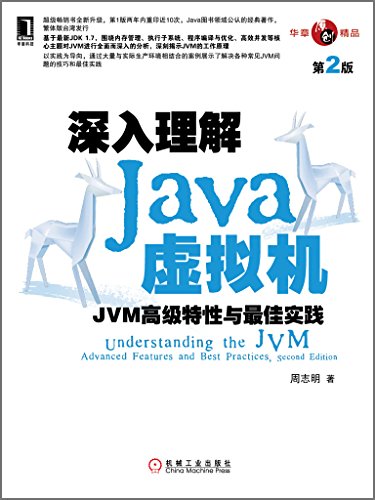 华章科技
超级畅销书全新升级，第1版两年内重印近10次，Java图书领域公认的经典著作，
繁体版台湾发行
基于最新JDK 1.7，围绕内存管理、执行子系统、程序编译与优化、高效并发等核
心主题对JVM进行全面而深入的分析，深刻揭示JVM的工作原理
以实践为导向，通过大量与实际生产环境相结合的案例展示了解决各种常见JVM问
题的技巧和最佳实践
华章原创精品
第2版
深入理解
Java
虚拟机
JVM高级特性与最佳实践
Understanding the JVM
Advanced Features and Best Practices, Second Edition
周志明 著
机械工业出版社
China Machine Press